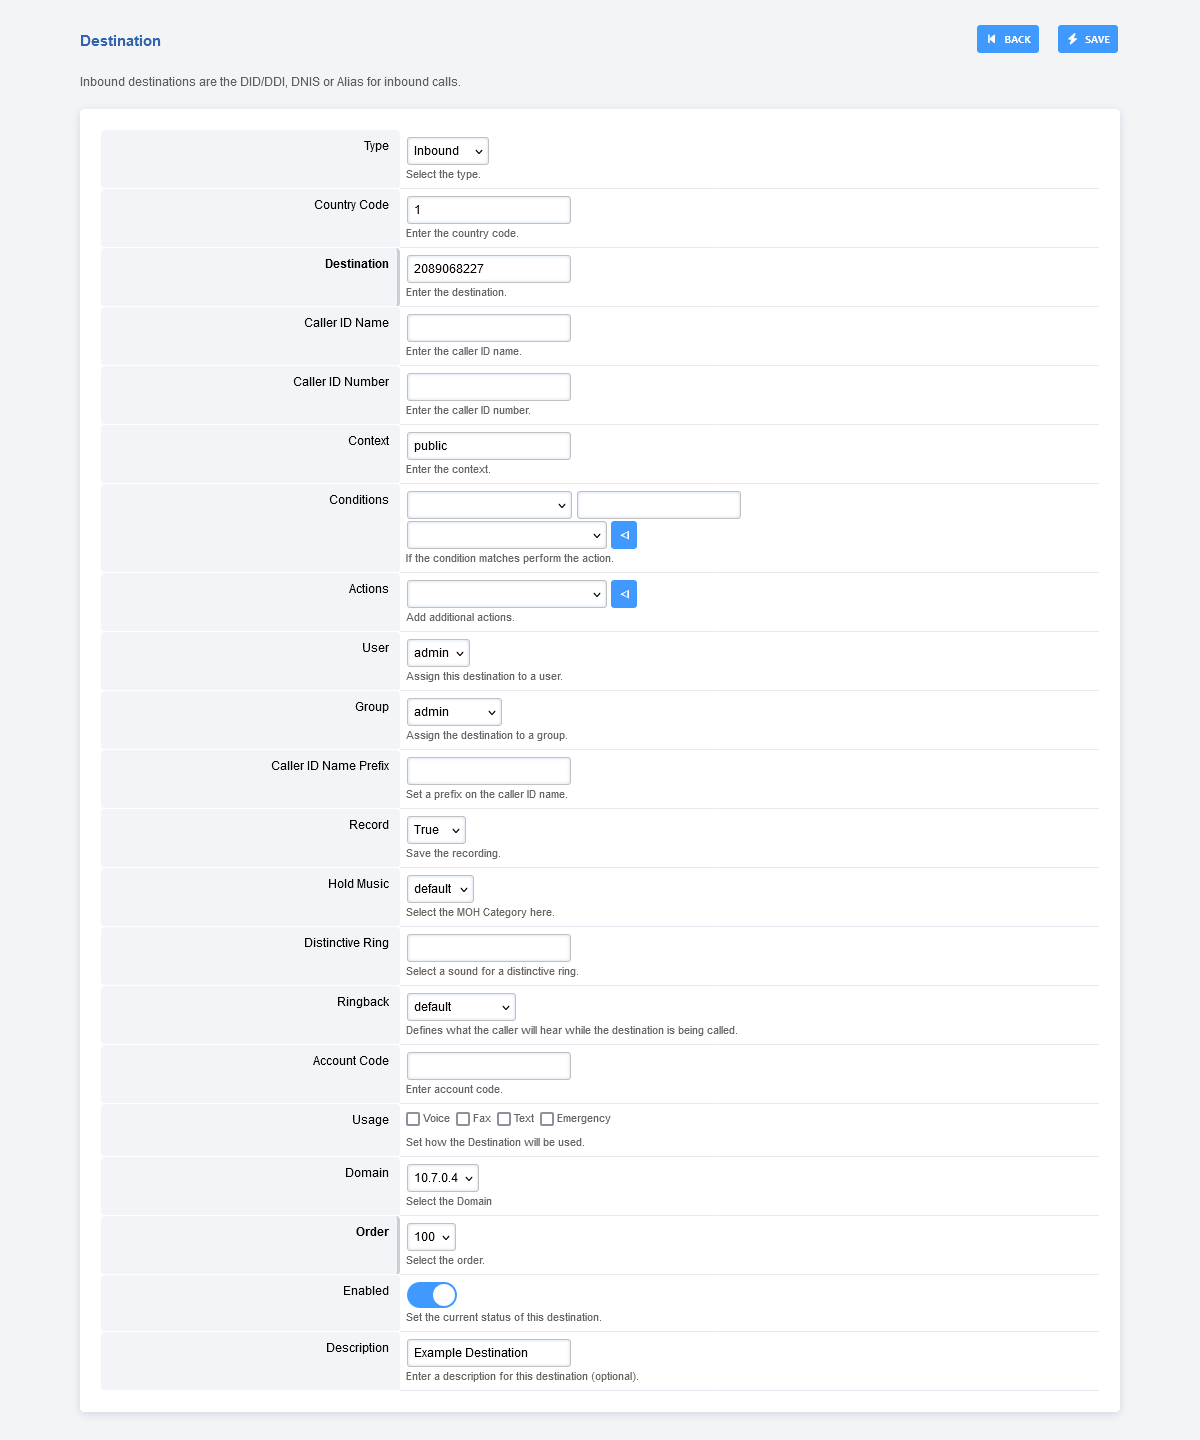 Destination
BACK
SAVE
Inbound destinations are the DID/DDI, DNIS or Alias for inbound calls.
Type
Inbound
Select the type.
Country Code
1
Enter the country code.
Destination
2089068227
Enter the destination.
Caller ID Name
Enter the caller ID name.
Caller ID Number
Enter the caller ID number.
Context
public
Enter the context.
Conditions
If the condition matches perform the action.
Actions
Add additional actions.
User
admin
Assign this destination to a user.
Group
admin
Assign the destination to a group.
Caller ID Name Prefix
Set a prefix on the caller ID name.
Record
True
Save the recording.
Hold Music
default
Select the MOH Category here.
Distinctive Ring
Select a sound for a distinctive ring.
Ringback
default
Defines what the caller will hear while the destination is being called.
Account Code
Enter account code.
Usage
Voice Fax Text Emergency
Set how the Destination will be used.
Domain
10.7.0.4
Select the Domain
Order
100
Select the order.
Enabled
Set the current status of this destination.
Description
Example Destination
Enter a description for this destination (optional).